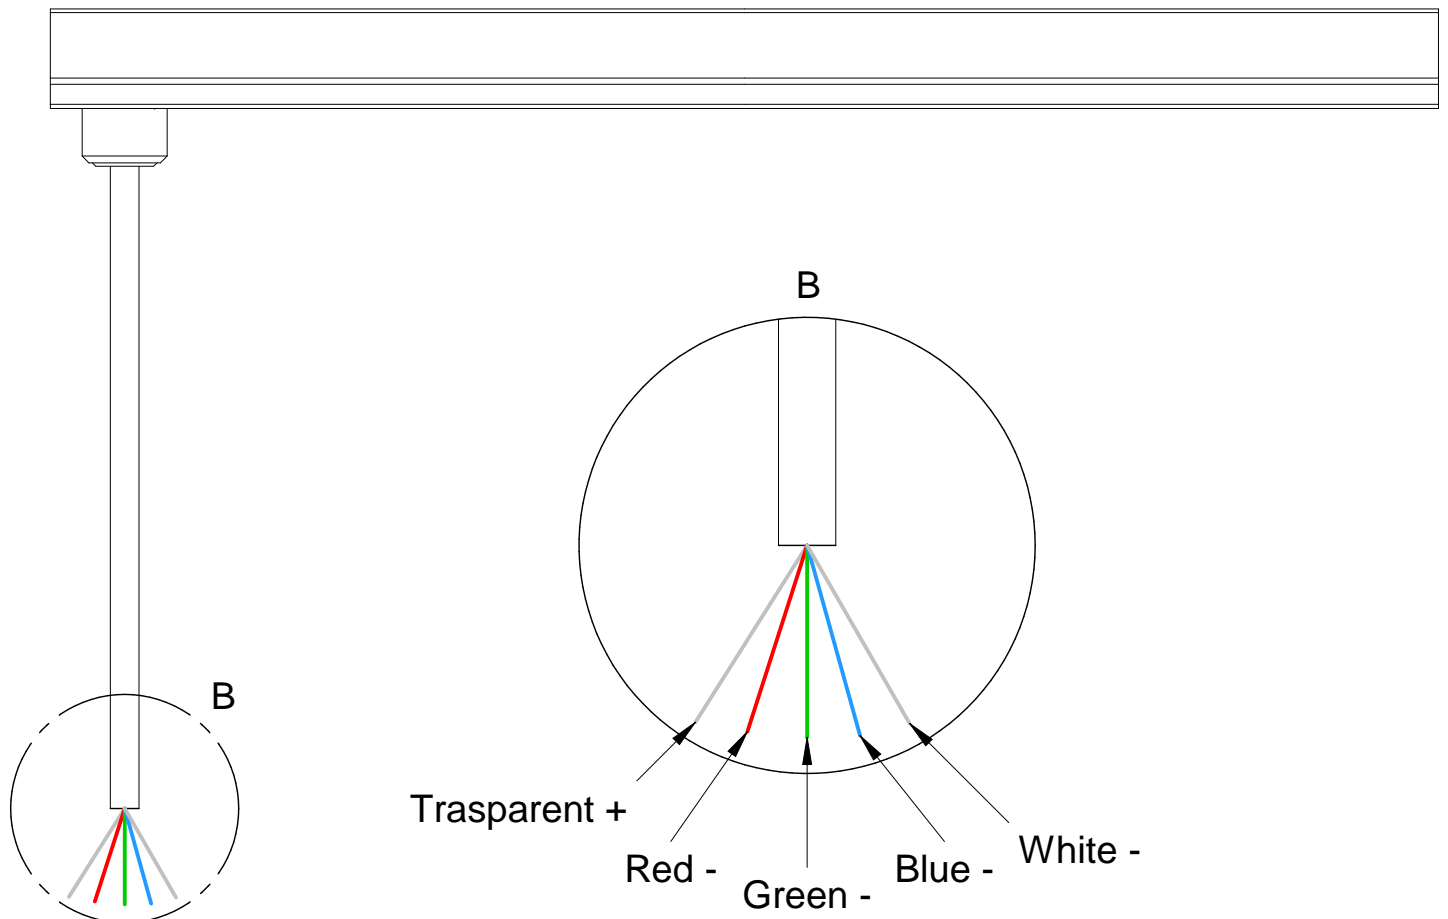 B
B
Trasparent +
Red -
Green -
Blue -
White -